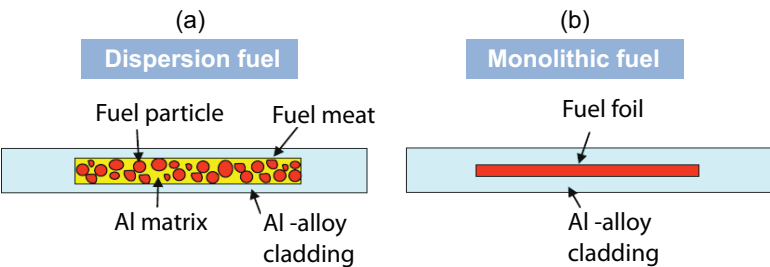 (a)
Dispersion fuel
Fuel particle
Fuel meat
Al matrix
Al -alloy
cladding
(b)
Monolithic fuel
Fuel foil
Al -alloy
cladding